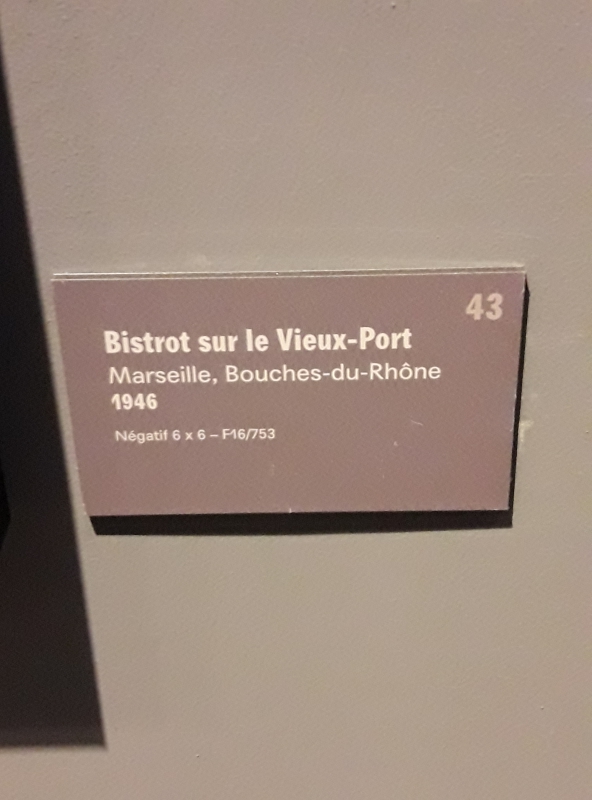 43
Bistrot sur le Vieux-Port
Marseille, Bouches-du-Rhône
1946
Négatif 6 x 6 – F16/753